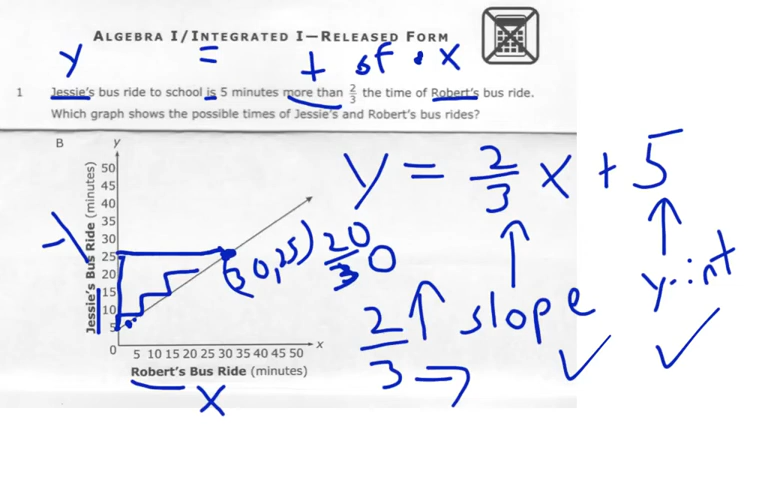 ALGEBRA I/INTEGRATED I—RELEASED FORM
y = + of • x
1 Jessie's bus ride to school is 5 minutes more than 2/3 the time of Robert's bus ride.
Which graph shows the possible times of Jessie's and Robert's bus rides?
B
y
Jessie's Bus Ride (minutes)
50
45
40
35
30
25
20
15
10
5
0
5 10 15 20 25 30 35 40 45 50
x
Robert's Bus Ride (minutes)
y
x
(30,25)
20/30
y = 2/3 x + 5
2/3 ↑ →
↑ slope ✓
↑ y-int ✓